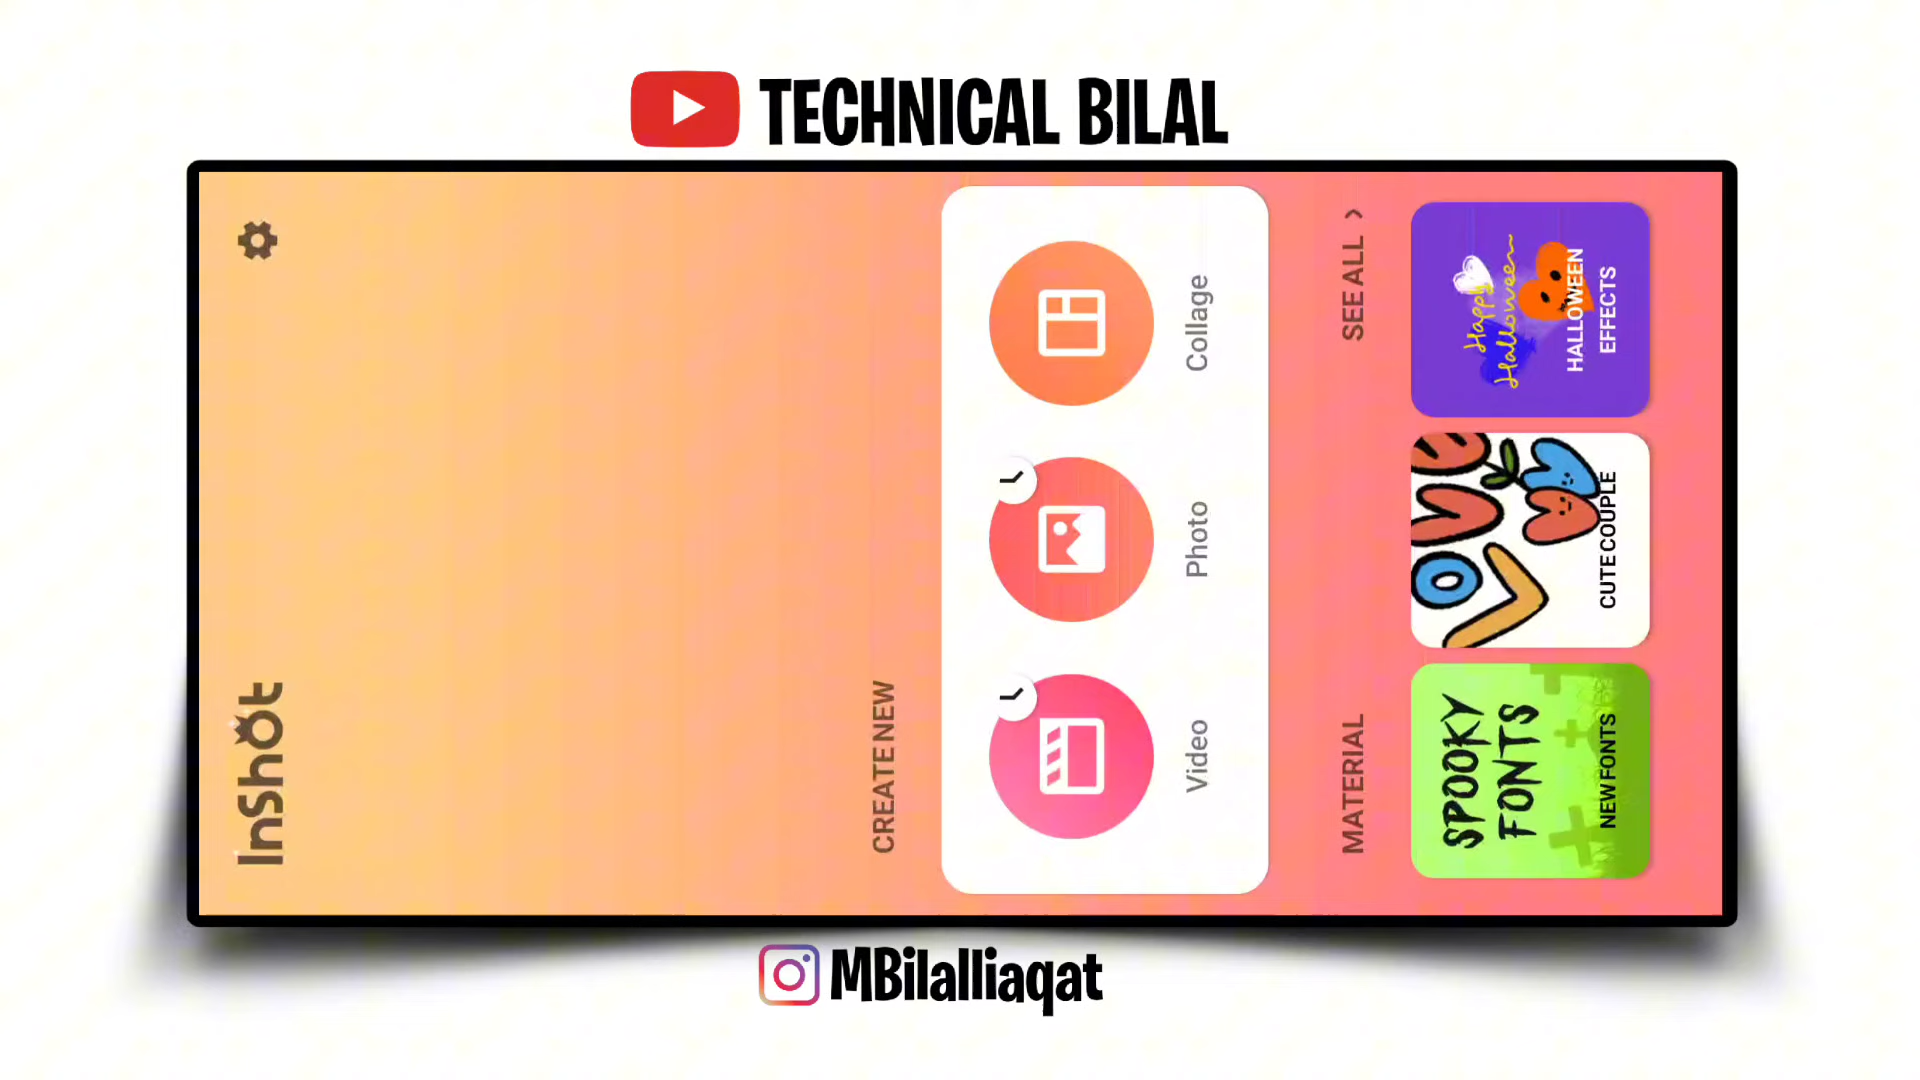 TECHNICAL BILAL
InShOt
CREATE NEW
Video
Photo
Collage
MATERIAL
SEE ALL >
SPOOKY
FONTS
NEW FONTS
LOVE
CUTE COUPLE
Happy
Halloween
HALLOWEEN
EFFECTS
MBilalliaqat